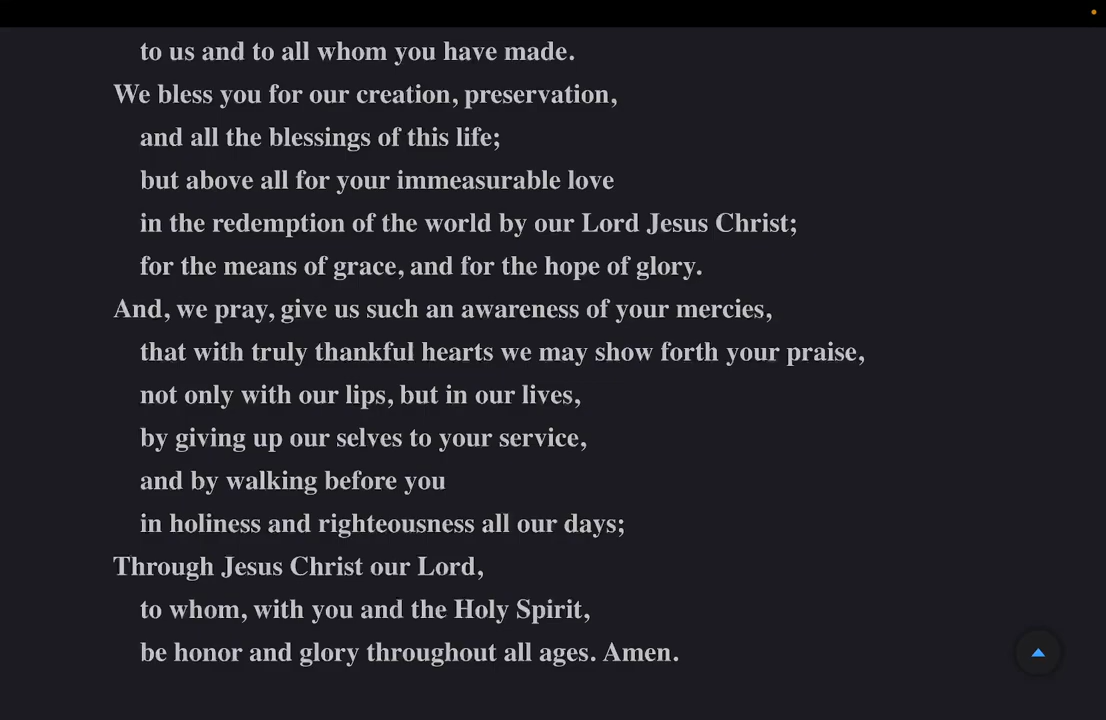 to us and to all whom you have made.
We bless you for our creation, preservation,
and all the blessings of this life;
but above all for your immeasurable love
in the redemption of the world by our Lord Jesus Christ;
for the means of grace, and for the hope of glory.
And, we pray, give us such an awareness of your mercies,
that with truly thankful hearts we may show forth your praise,
not only with our lips, but in our lives,
by giving up our selves to your service,
and by walking before you
in holiness and righteousness all our days;
Through Jesus Christ our Lord,
to whom, with you and the Holy Spirit,
be honor and glory throughout all ages. Amen.